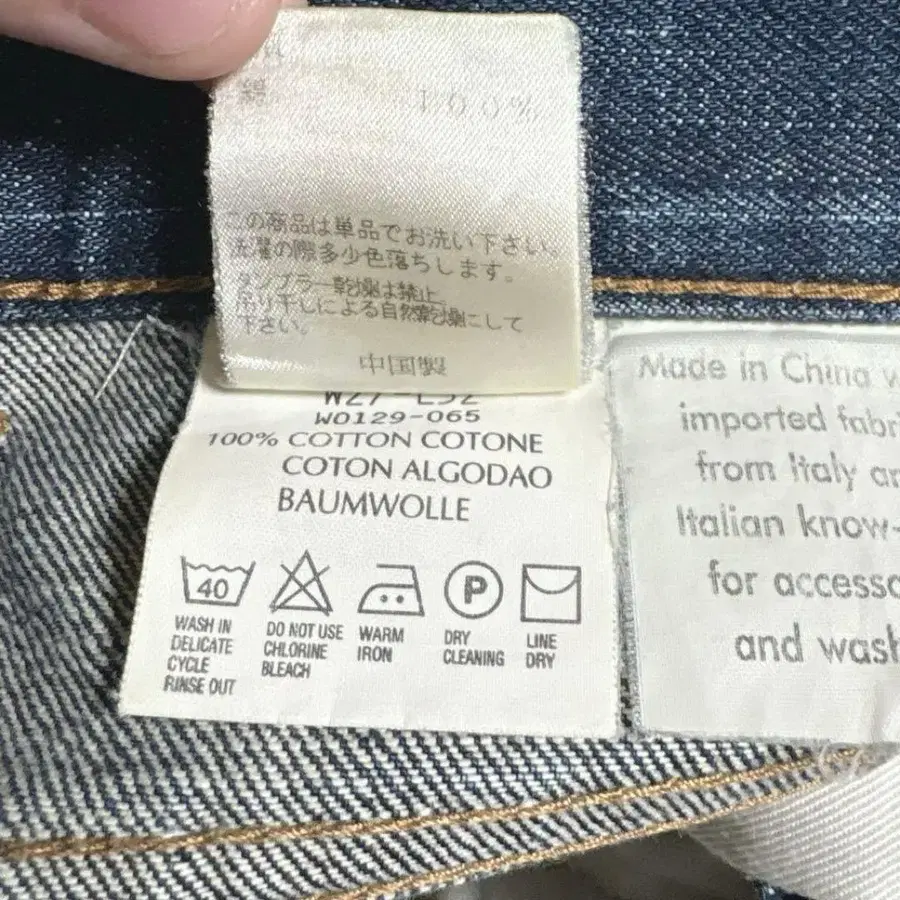 綿 100%
この商品は単品でお洗い下さい。
洗濯の際多少色落ちします。
タンブラー乾燥は禁止。
吊り干しによる自然乾燥にして
下さい。
中国製
W27-L32
W0129-065
100% COTTON COTONE
COTON ALGODAO
BAUMWOLLE
40
P
WASH IN
DELICATE
CYCLE
RINSE OUT
DO NOT USE
CHLORINE
BLEACH
WARM
IRON
DRY
CLEANING
LINE
DRY
Made in China w
imported fabri
from Italy an
Italian know-
for accesso
and wash